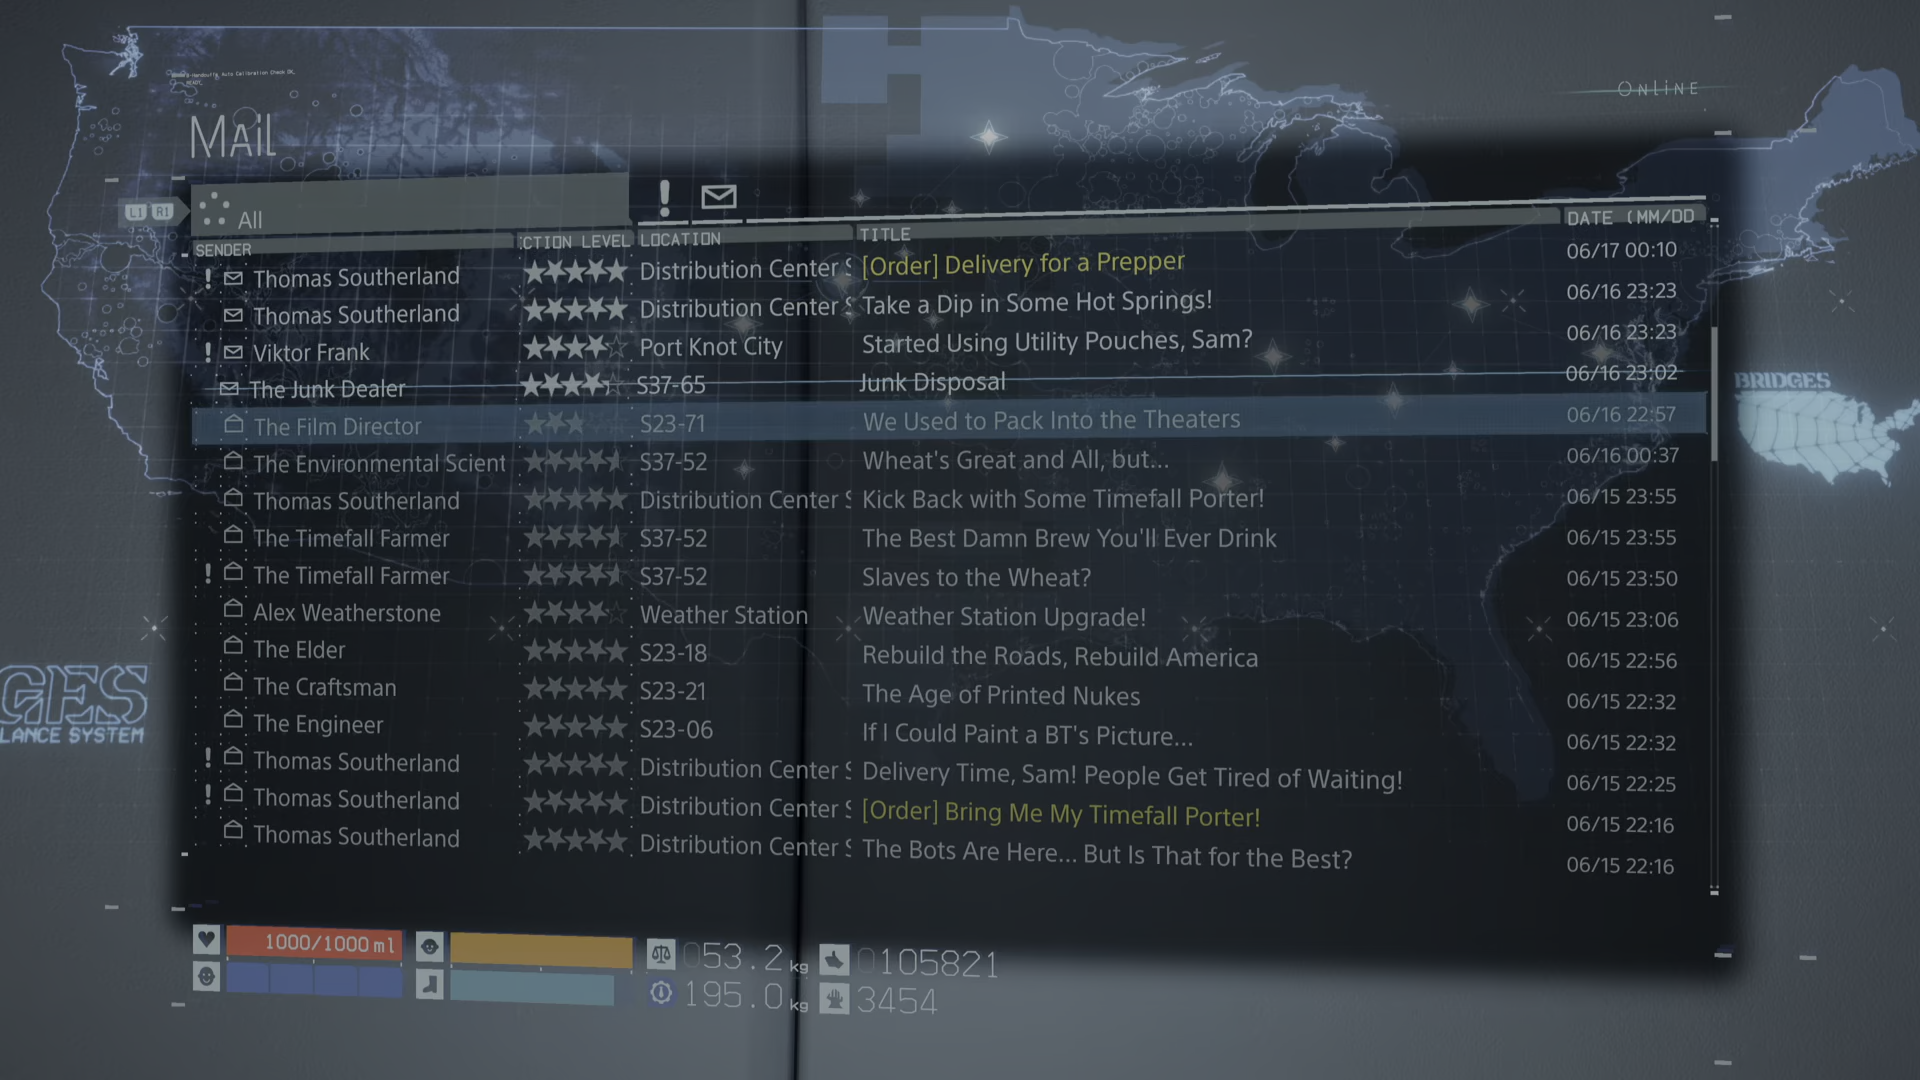 Auto Calibration Check OK.
READY.
OnLinE
MAil
L1 R1
All
SENDER CTION LEVEL LOCATION TITLE DATE (MM/DD
! Thomas Southerland Distribution Center S [Order] Delivery for a Prepper 06/17 00:10
Thomas Southerland Distribution Center S Take a Dip in Some Hot Springs! 06/16 23:23
! Viktor Frank Port Knot City Started Using Utility Pouches, Sam? 06/16 23:23
The Junk Dealer S37-65 Junk Disposal 06/16 23:02
The Film Director S23-71 We Used to Pack Into the Theaters 06/16 22:57
The Environmental Scient S37-52 Wheat's Great and All, but... 06/16 00:37
Thomas Southerland Distribution Center S Kick Back with Some Timefall Porter! 06/15 23:55
The Timefall Farmer S37-52 The Best Damn Brew You'll Ever Drink 06/15 23:55
! The Timefall Farmer S37-52 Slaves to the Wheat? 06/15 23:50
Alex Weatherstone Weather Station Weather Station Upgrade! 06/15 23:06
The Elder S23-18 Rebuild the Roads, Rebuild America 06/15 22:56
The Craftsman S23-21 The Age of Printed Nukes 06/15 22:32
The Engineer S23-06 If I Could Paint a BT's Picture... 06/15 22:32
! Thomas Southerland Distribution Center S Delivery Time, Sam! People Get Tired of Waiting! 06/15 22:25
! Thomas Southerland Distribution Center S [Order] Bring Me My Timefall Porter! 06/15 22:16
Thomas Southerland Distribution Center S The Bots Are Here... But Is That for the Best? 06/15 22:16
BRIDGES
GES
LANCE SYSTEM
1000/1000 ml 053.2 kg 0105821
195.0 kg 3454